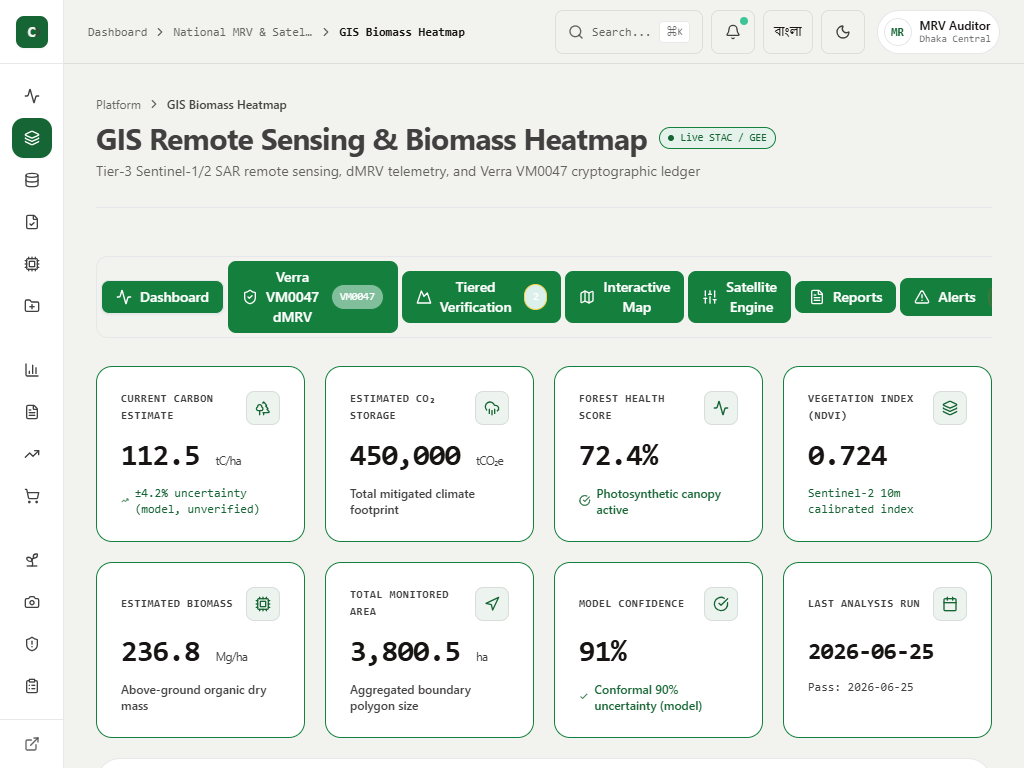 C
Dashboard > National MRV & Satel… > GIS Biomass Heatmap
Search... ⌘K
বাংলা
MR
MRV Auditor
Dhaka Central
Platform > GIS Biomass Heatmap
GIS Remote Sensing & Biomass Heatmap
Live STAC / GEE
Tier-3 Sentinel-1/2 SAR remote sensing, dMRV telemetry, and Verra VM0047 cryptographic ledger
Dashboard
Verra
VM0047
dMRV
VM0047
Tiered
Verification
2
Interactive
Map
Satellite
Engine
Reports
Alerts
CURRENT CARBON
ESTIMATE
112.5 tC/ha
±4.2% uncertainty
(model, unverified)
ESTIMATED CO₂
STORAGE
450,000 tCO₂e
Total mitigated climate
footprint
FOREST HEALTH
SCORE
72.4%
Photosynthetic canopy
active
VEGETATION INDEX
(NDVI)
0.724
Sentinel-2 10m
calibrated index
ESTIMATED BIOMASS
236.8 Mg/ha
Above-ground organic dry
mass
TOTAL MONITORED
AREA
3,800.5 ha
Aggregated boundary
polygon size
MODEL CONFIDENCE
91%
Conformal 90%
uncertainty (model)
LAST ANALYSIS RUN
2026-06-25
Pass: 2026-06-25